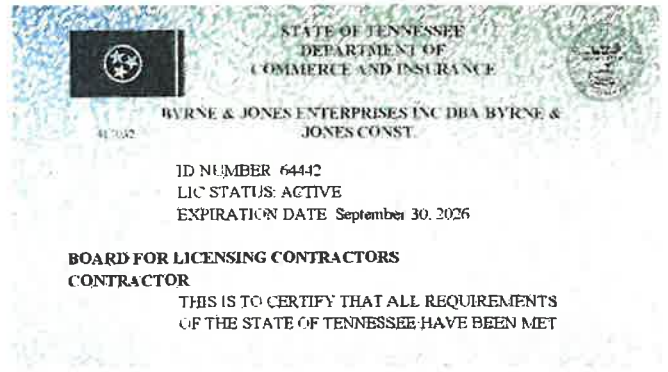 STATE OF TENNESSEE
DEPARTMENT OF
COMMERCE AND INSURANCE
BYRNE & JONES ENTERPRISES INC DBA BYRNE &
JONES CONST.
ID NUMBER 64442
LIC STATUS: ACTIVE
EXPIRATION DATE September 30, 2026
BOARD FOR LICENSING CONTRACTORS
CONTRACTOR
THIS IS TO CERTIFY THAT ALL REQUIREMENTS
OF THE STATE OF TENNESSEE HAVE BEEN MET